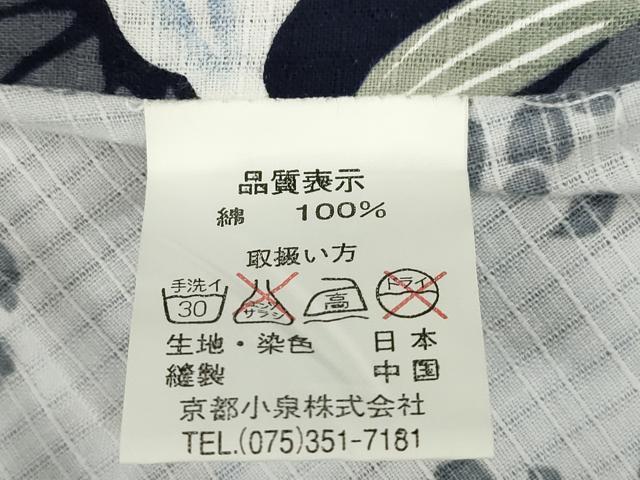 品質表示
綿 100%
取扱い方
手洗イ 30 エンソサラシ 高 ドライ
生地・染色 日本
縫製 中国
京都小泉株式会社
TEL.(075)351-7181